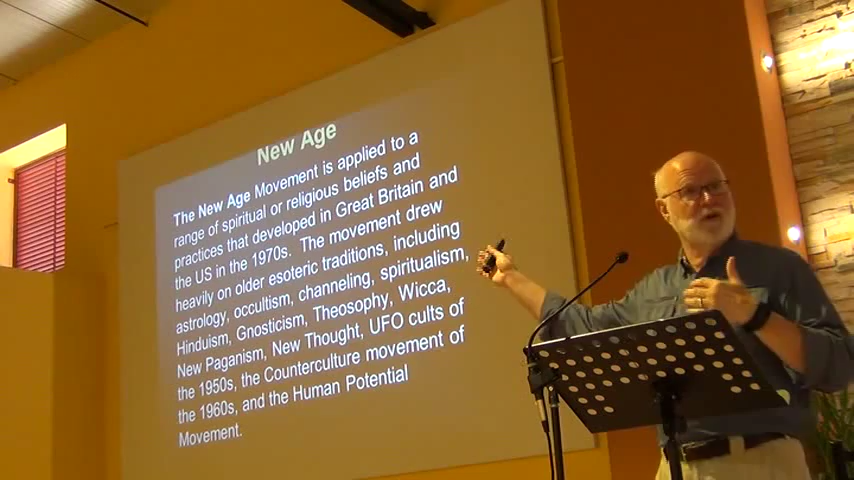 New Age
The New Age Movement is applied to a
range of spiritual or religious beliefs and
practices that developed in Great Britain and
the US in the 1970s. The movement drew
heavily on older esoteric traditions, including
astrology, occultism, channeling, spiritualism,
Hinduism, Gnosticism, Theosophy, Wicca,
New Paganism, New Thought, UFO cults of
the 1950s, the Counterculture movement of
the 1960s, and the Human Potential
Movement.